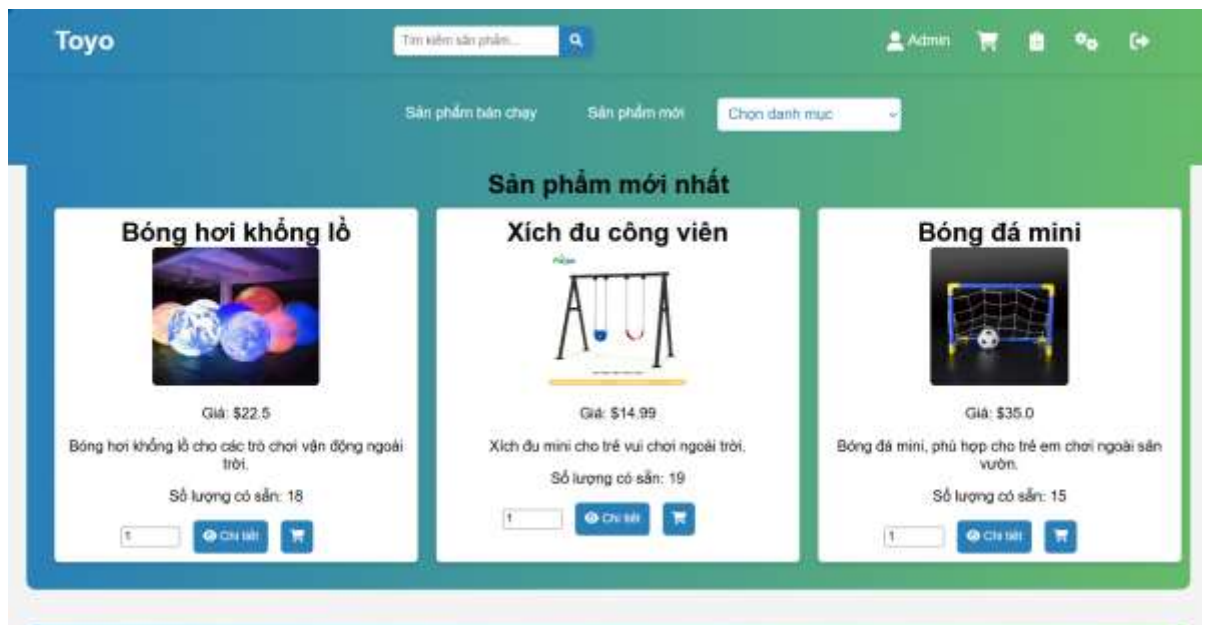 Toyo
Tìm kiếm sản phẩm...
Admin
Sản phẩm bán chạy
Sản phẩm mới
Chọn danh mục
Sản phẩm mới nhất
Bóng hơi khổng lồ
Giá: $22.5
Bóng hơi khổng lồ cho các trò chơi vận động ngoài
trời.
Số lượng có sẵn: 18
1
Chi tiết
Xích đu công viên
Giá: $14.99
Xích đu mini cho trẻ vui chơi ngoài trời.
Số lượng có sẵn: 19
1
Chi tiết
Bóng đá mini
Giá: $35.0
Bóng đá mini, phù hợp cho trẻ em chơi ngoài sân
vườn.
Số lượng có sẵn: 15
1
Chi tiết